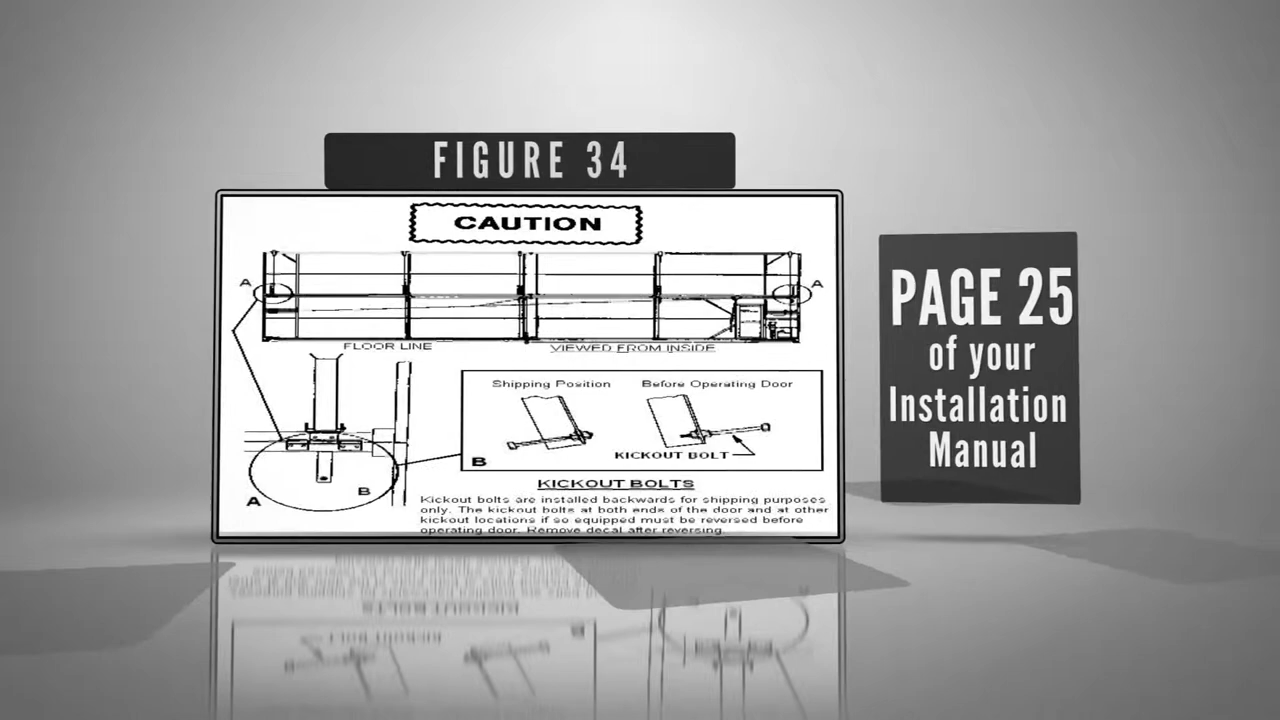 FIGURE 34
CAUTION
A
A
FLOOR LINE
VIEWED FROM INSIDE
Shipping Position
Before Operating Door
KICKOUT BOLT
B
A
B
KICKOUT BOLTS
Kickout bolts are installed backwards for shipping purposes
only. The kickout bolts at both ends of the door and at other
kickout locations if so equipped must be reversed before
operating door. Remove decal after reversing.
PAGE 25
of your
Installation
Manual